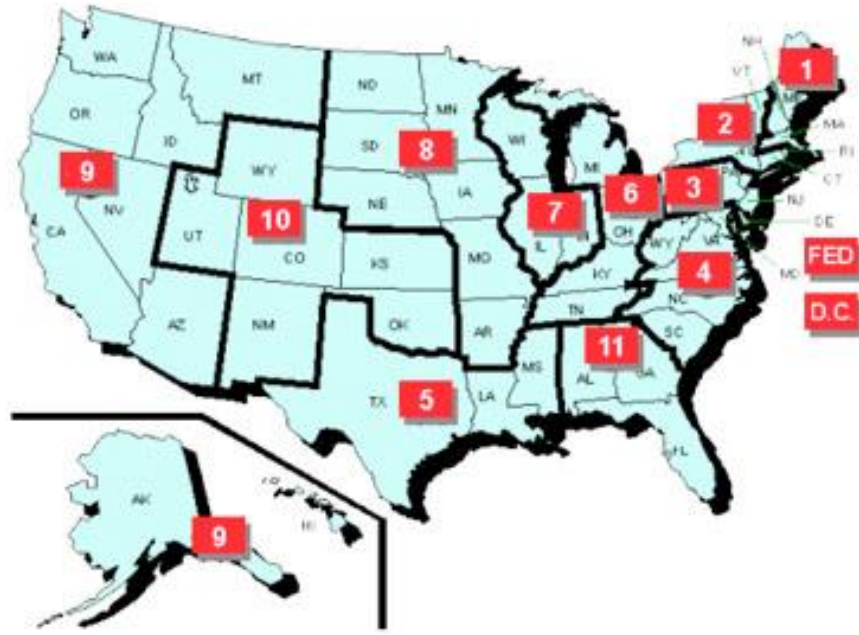 WA
MT
ND
MN
OR
ID
SD
8
WI
MI
NH
VT
1
ME
2
MA
RI
CT
9
NV
CA
WY
10
UT
CO
NE
IA
7
IL
IN
6
OH
3
PA
NJ
DE
MD
FED
D.C.
KS
MO
KY
WV
VA
4
NC
AZ
NM
OK
AR
TN
SC
11
MS
AL
GA
TX
5
LA
FL
AK
9
HI